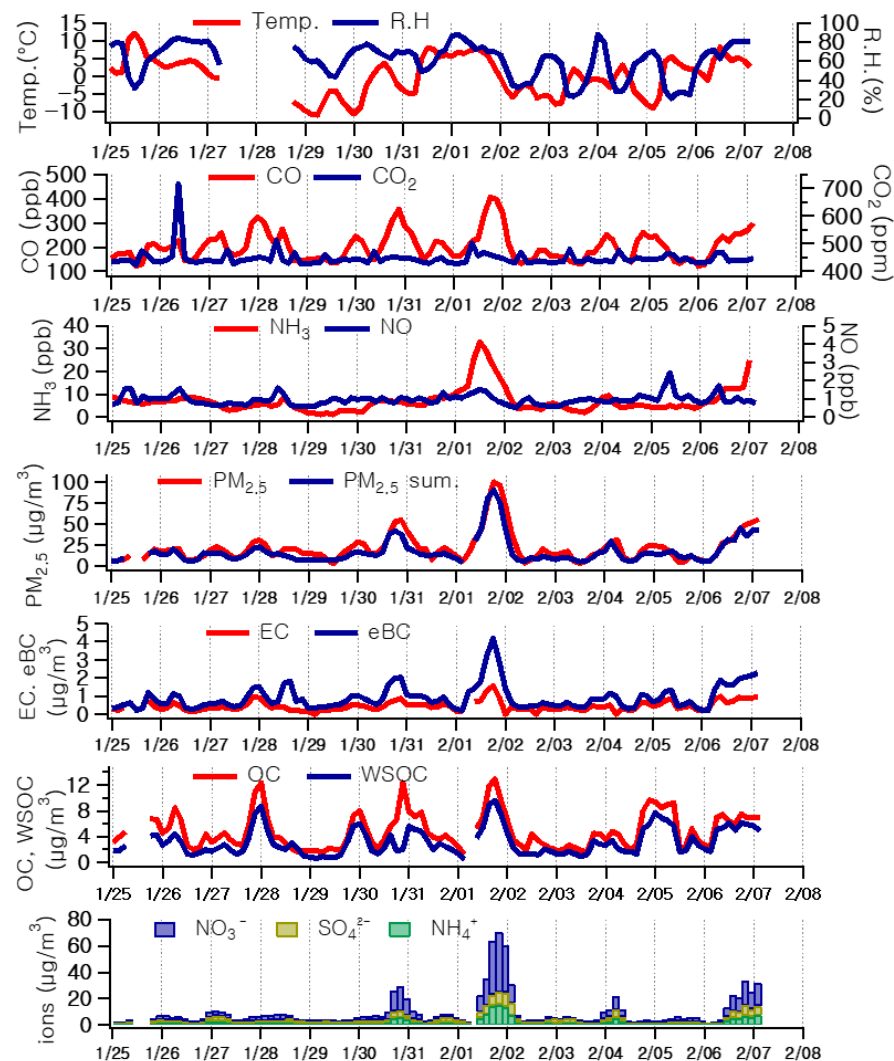 Temp. R.H
Temp.(°C)
15
10
5
0
−5
−10
R.H.(%)
100
80
60
40
20
0
1/25 1/26 1/27 1/28 1/29 1/30 1/31 2/01 2/02 2/03 2/04 2/05 2/06 2/07 2/08
CO CO₂
CO (ppb)
500
400
300
200
100
CO₂ (ppm)
700
600
500
400
1/25 1/26 1/27 1/28 1/29 1/30 1/31 2/01 2/02 2/03 2/04 2/05 2/06 2/07 2/08
NH₃ NO
NH₃ (ppb)
40
30
20
10
0
NO (ppb)
5
4
3
2
1
0
1/25 1/26 1/27 1/28 1/29 1/30 1/31 2/01 2/02 2/03 2/04 2/05 2/06 2/07 2/08
PM₂.₅ PM₂.₅ sum.
PM₂.₅ (µg/m³)
100
75
50
25
0
1/25 1/26 1/27 1/28 1/29 1/30 1/31 2/01 2/02 2/03 2/04 2/05 2/06 2/07 2/08
EC eBC
EC. eBC
(µg/m³)
5
4
3
2
1
0
1/25 1/26 1/27 1/28 1/29 1/30 1/31 2/01 2/02 2/03 2/04 2/05 2/06 2/07 2/08
OC WSOC
OC, WSOC
(µg/m³)
12
8
4
0
1/25 1/26 1/27 1/28 1/29 1/30 1/31 2/01 2/02 2/03 2/04 2/05 2/06 2/07 2/08
NO₃⁻ SO₄²⁻ NH₄⁺
ions (µg/m³)
80
60
40
20
0
1/25 1/26 1/27 1/28 1/29 1/30 1/31 2/01 2/02 2/03 2/04 2/05 2/06 2/07 2/08